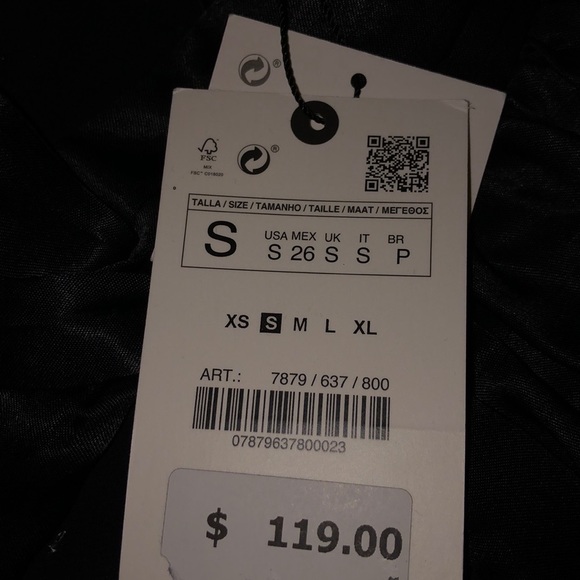 ®
®
FSC
TALLA / SIZE / TAMANHO / TAILLE / MAAT / ΜΕΓΕΘΟΣ
S
USA MEX UK IT BR
S 26 S S P
XS S M L XL
ART.: 7879 / 637 / 800
07879637800023
$ 119.00